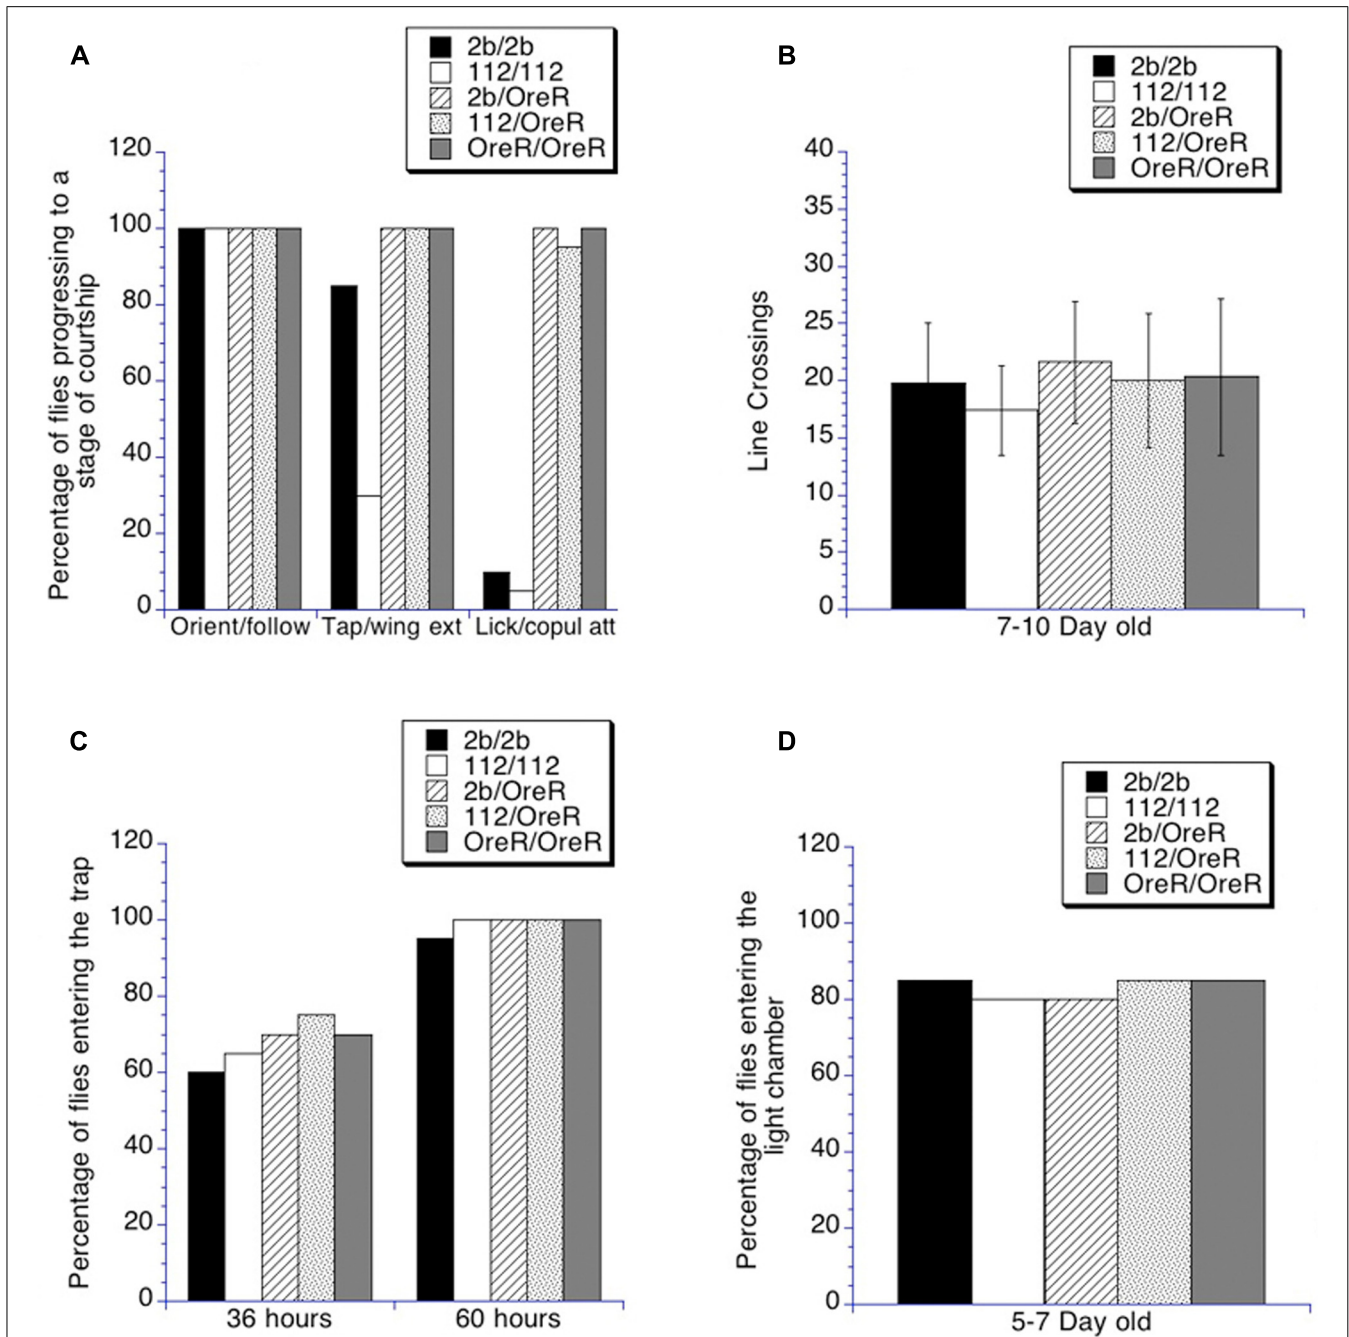 A
2b/2b
112/112
2b/OreR
112/OreR
OreR/OreR
120
100
80
60
40
20
0
Percentage of flies progressing to a
stage of courtship
Orient/follow Tap/wing ext Lick/copul att
B
2b/2b
112/112
2b/OreR
112/OreR
OreR/OreR
40
35
30
25
20
15
10
5
0
Line Crossings
7-10 Day old
C
2b/2b
112/112
2b/OreR
112/OreR
OreR/OreR
120
100
80
60
40
20
0
Percentage of flies entering the trap
36 hours 60 hours
D
2b/2b
112/112
2b/OreR
112/OreR
OreR/OreR
120
100
80
60
40
20
0
Percentage of flies entering the
light chamber
5-7 Day old